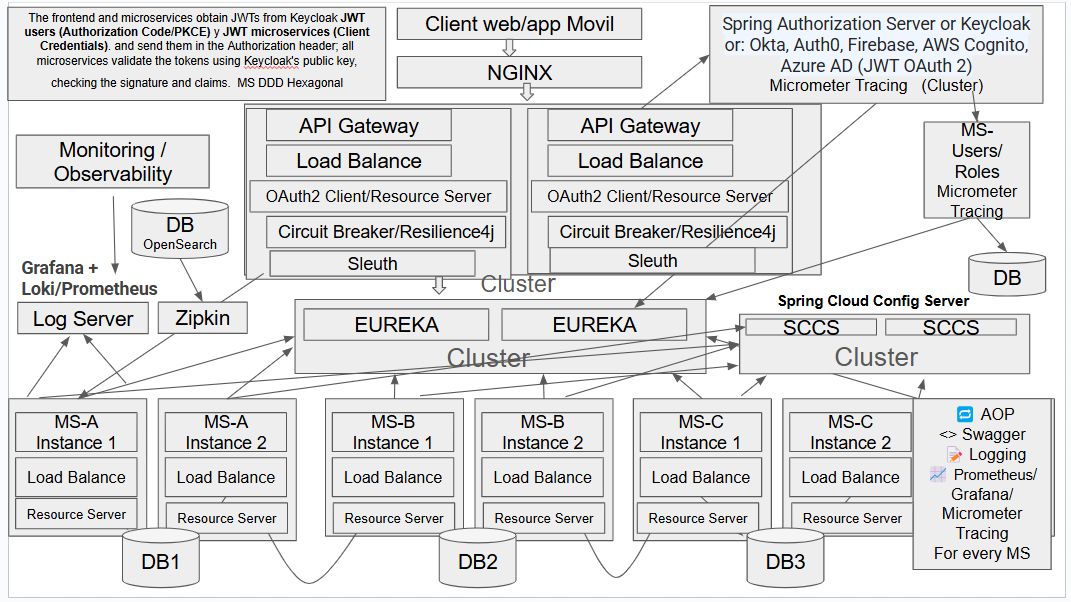 The frontend and microservices obtain JWTs from Keycloak JWT
users (Authorization Code/PKCE) y JWT microservices (Client
Credentials). and send them in the Authorization header; all
microservices validate the tokens using Keycloak's public key,
checking the signature and claims. MS DDD Hexagonal
Client web/app Movil
NGINX
Spring Authorization Server or Keycloak
or: Okta, Auth0, Firebase, AWS Cognito,
Azure AD (JWT OAuth 2)
Micrometer Tracing (Cluster)
API Gateway
Load Balance
OAuth2 Client/Resource Server
Circuit Breaker/Resilience4j
Sleuth
API Gateway
Load Balance
OAuth2 Client/Resource Server
Circuit Breaker/Resilience4j
Sleuth
Cluster
Monitoring /
Observability
DB
OpenSearch
Grafana +
Loki/Prometheus
Log Server
Zipkin
MS-
Users/
Roles
Micrometer
Tracing
DB
EUREKA
EUREKA
Cluster
Spring Cloud Config Server
SCCS
SCCS
Cluster
MS-A
Instance 1
Load Balance
Resource Server
MS-A
Instance 2
Load Balance
Resource Server
MS-B
Instance 1
Load Balance
Resource Server
MS-B
Instance 2
Load Balance
Resource Server
MS-C
Instance 1
Load Balance
Resource Server
MS-C
Instance 2
Load Balance
Resource Server
🔁 AOP
<> Swagger
📝 Logging
📈 Prometheus/
Grafana/
Micrometer
Tracing
For every MS
DB1
DB2
DB3